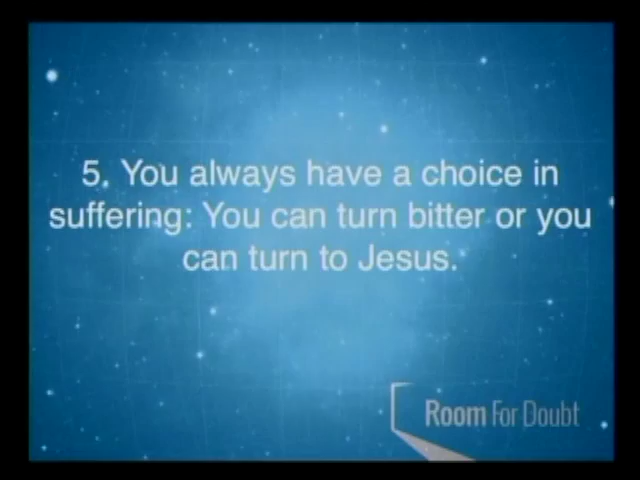 5. You always have a choice in
suffering: You can turn bitter or you
can turn to Jesus.
Room For Doubt